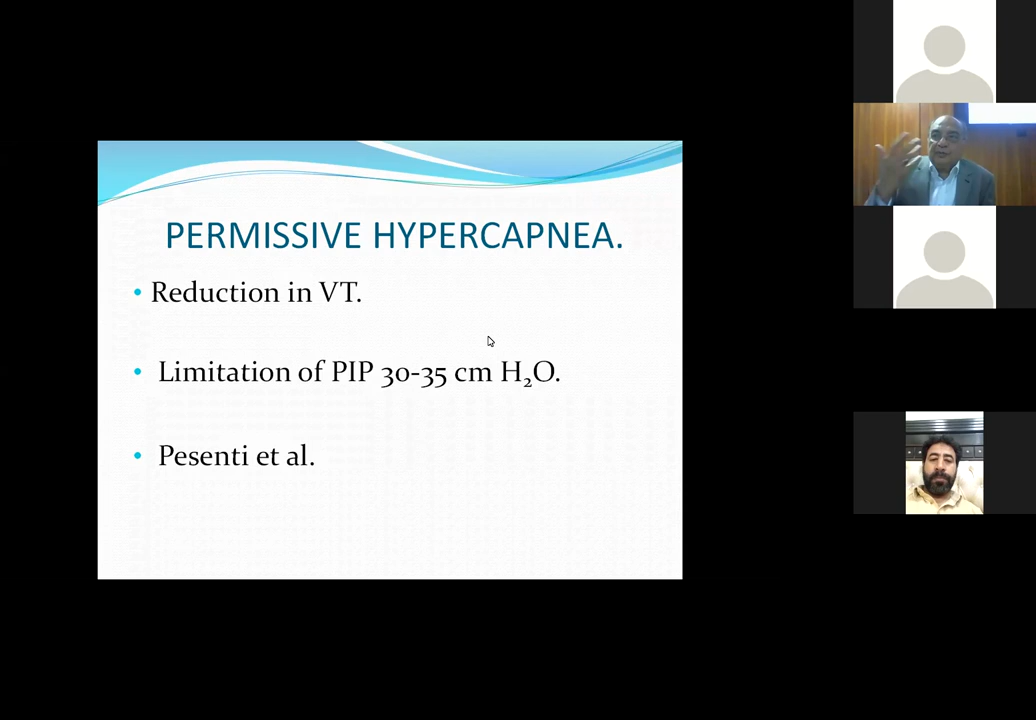 PERMISSIVE HYPERCAPNEA.
• Reduction in VT.
• Limitation of PIP 30-35 cm H₂O.
• Pesenti et al.